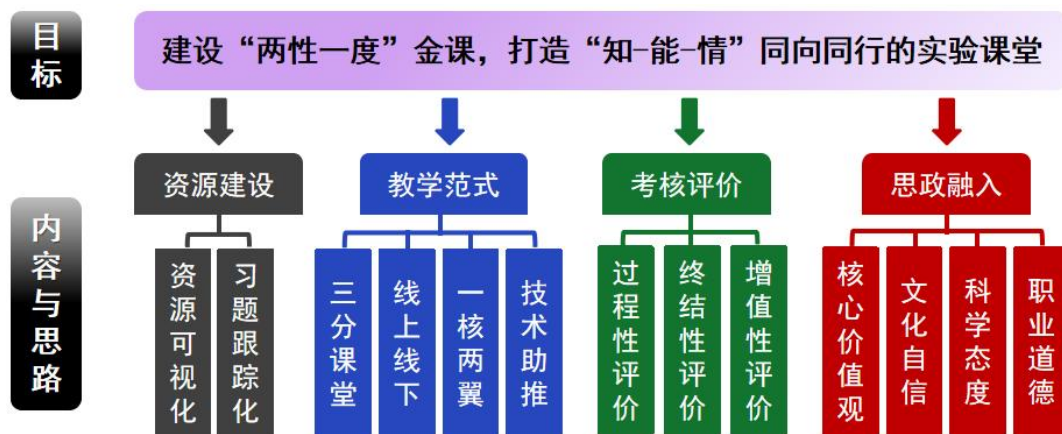 目标
建设“两性一度”金课，打造“知-能-情”同向同行的实验课堂
内容与思路
资源建设
教学范式
考核评价
思政融入
资源可视化
习题跟踪化
三分课堂
线上线下
一核两翼
技术助推
过程性评价
终结性评价
增值性评价
核心价值观
文化自信
科学态度
职业道德